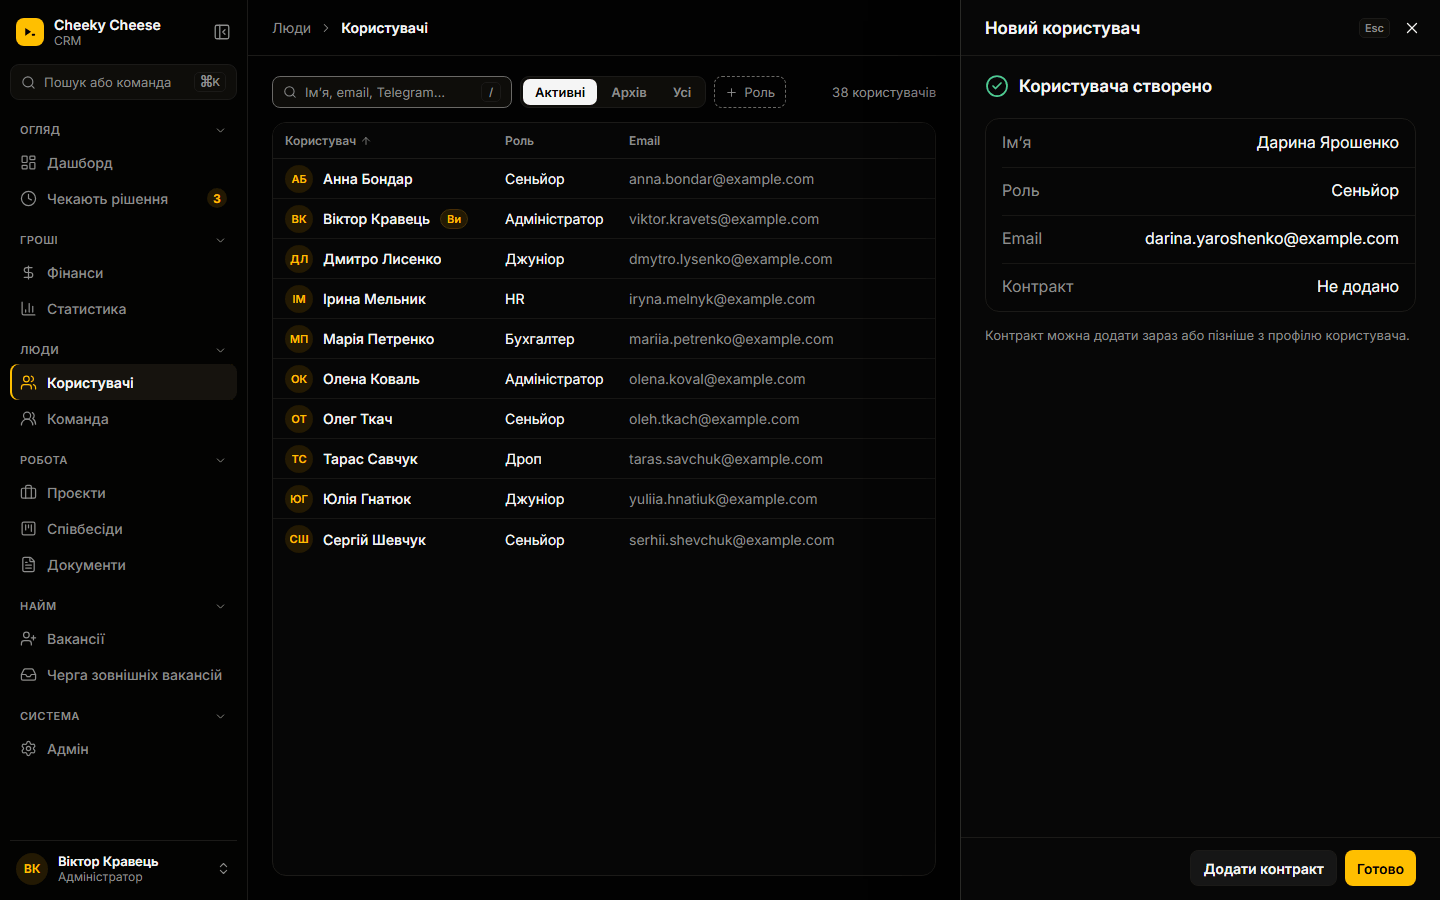 Cheeky Cheese
CRM
Пошук або команда ⌘K
ОГЛЯД
Дашборд
Чекають рішення 3
ГРОШІ
Фінанси
Статистика
ЛЮДИ
Користувачі
Команда
РОБОТА
Проєкти
Співбесіди
Документи
НАЙМ
Вакансії
Черга зовнішніх вакансій
СИСТЕМА
Адмін
ВК Віктор Кравець
Адміністратор
Люди > Користувачі
Ім’я, email, Telegram... /
Активні Архів Усі + Роль 38 користувачів
Користувач ↑ Роль Email
АБ Анна Бондар Сеньйор anna.bondar@example.com
ВК Віктор Кравець Ви Адміністратор viktor.kravets@example.com
ДЛ Дмитро Лисенко Джуніор dmytro.lysenko@example.com
ІМ Ірина Мельник HR iryna.melnyk@example.com
МП Марія Петренко Бухгалтер mariia.petrenko@example.com
ОК Олена Коваль Адміністратор olena.koval@example.com
ОТ Олег Ткач Сеньйор oleh.tkach@example.com
ТС Тарас Савчук Дроп taras.savchuk@example.com
ЮГ Юлія Гнатюк Джуніор yuliia.hnatiuk@example.com
СШ Сергій Шевчук Сеньйор serhii.shevchuk@example.com
Новий користувач Esc
Користувача створено
Ім’я Дарина Ярошенко
Роль Сеньйор
Email darina.yaroshenko@example.com
Контракт Не додано
Контракт можна додати зараз або пізніше з профілю користувача.
Додати контракт Готово